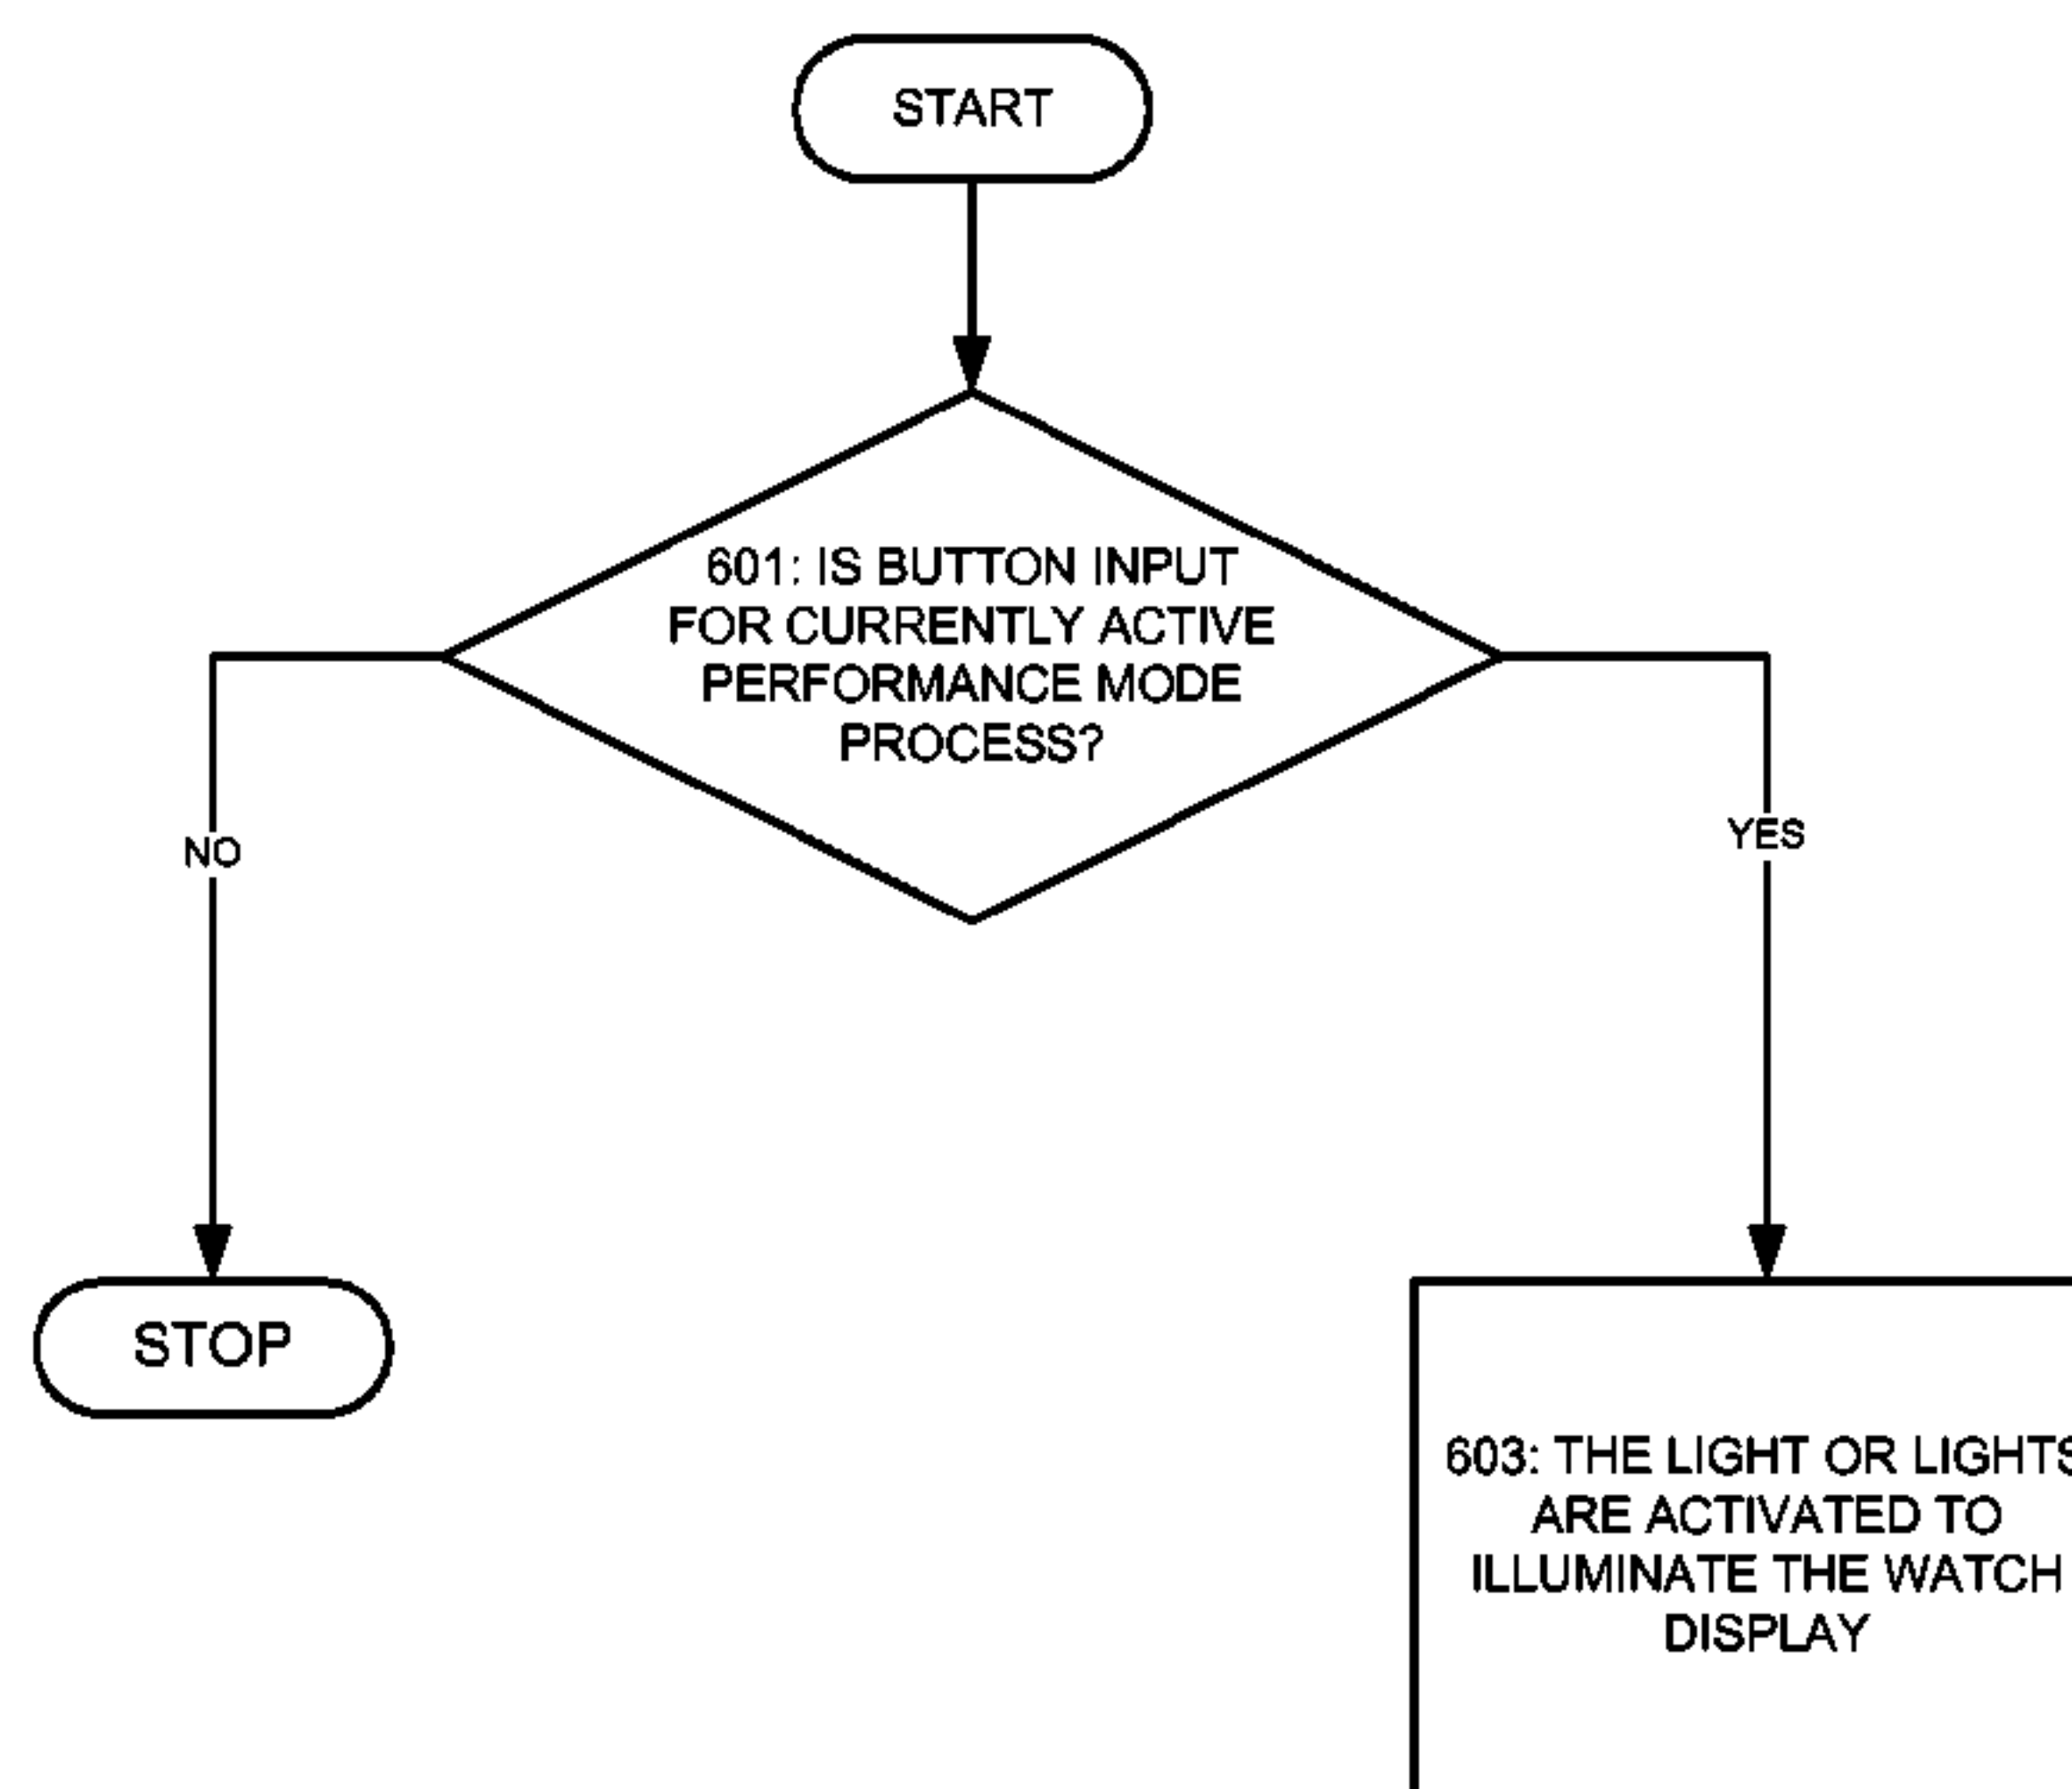 START
601: IS BUTTON INPUT
FOR CURRENTLY ACTIVE
PERFORMANCE MODE
PROCESS?
NO
YES
STOP
603: THE LIGHT OR LIGHTS
ARE ACTIVATED TO
ILLUMINATE THE WATCH
DISPLAY